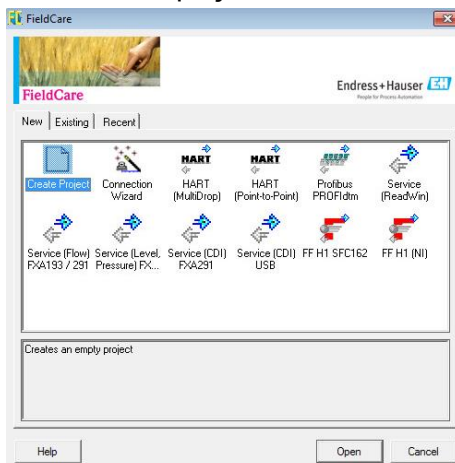 FieldCare
FieldCare
Endress+Hauser EH
People for Process Automation
New Existing Recent
Create Project
Connection
Wizard
HART
HART
(MultiDrop)
HART
HART
(Point-to-Point)
Profibus
PROFIdtm
Service
(ReadWin)
Service (Flow)
FXA193 / 291
Service (Level,
Pressure) FX...
Service (CDI)
FXA291
Service (CDI)
USB
FF H1 SFC162
FF H1 (NI)
Creates an empty project
Help Open Cancel